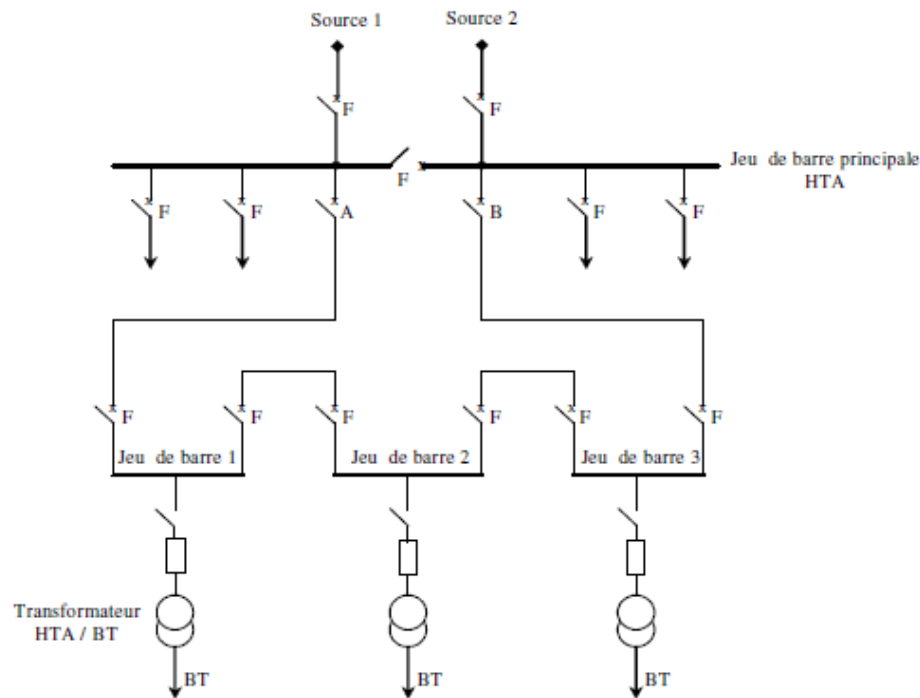 Source 1
Source 2
F
F
Jeu de barre principale
HTA
F
F
F
A
B
F
F
F
F
F
F
F
F
Jeu de barre 1
Jeu de barre 2
Jeu de barre 3
Transformateur
HTA / BT
BT
BT
BT